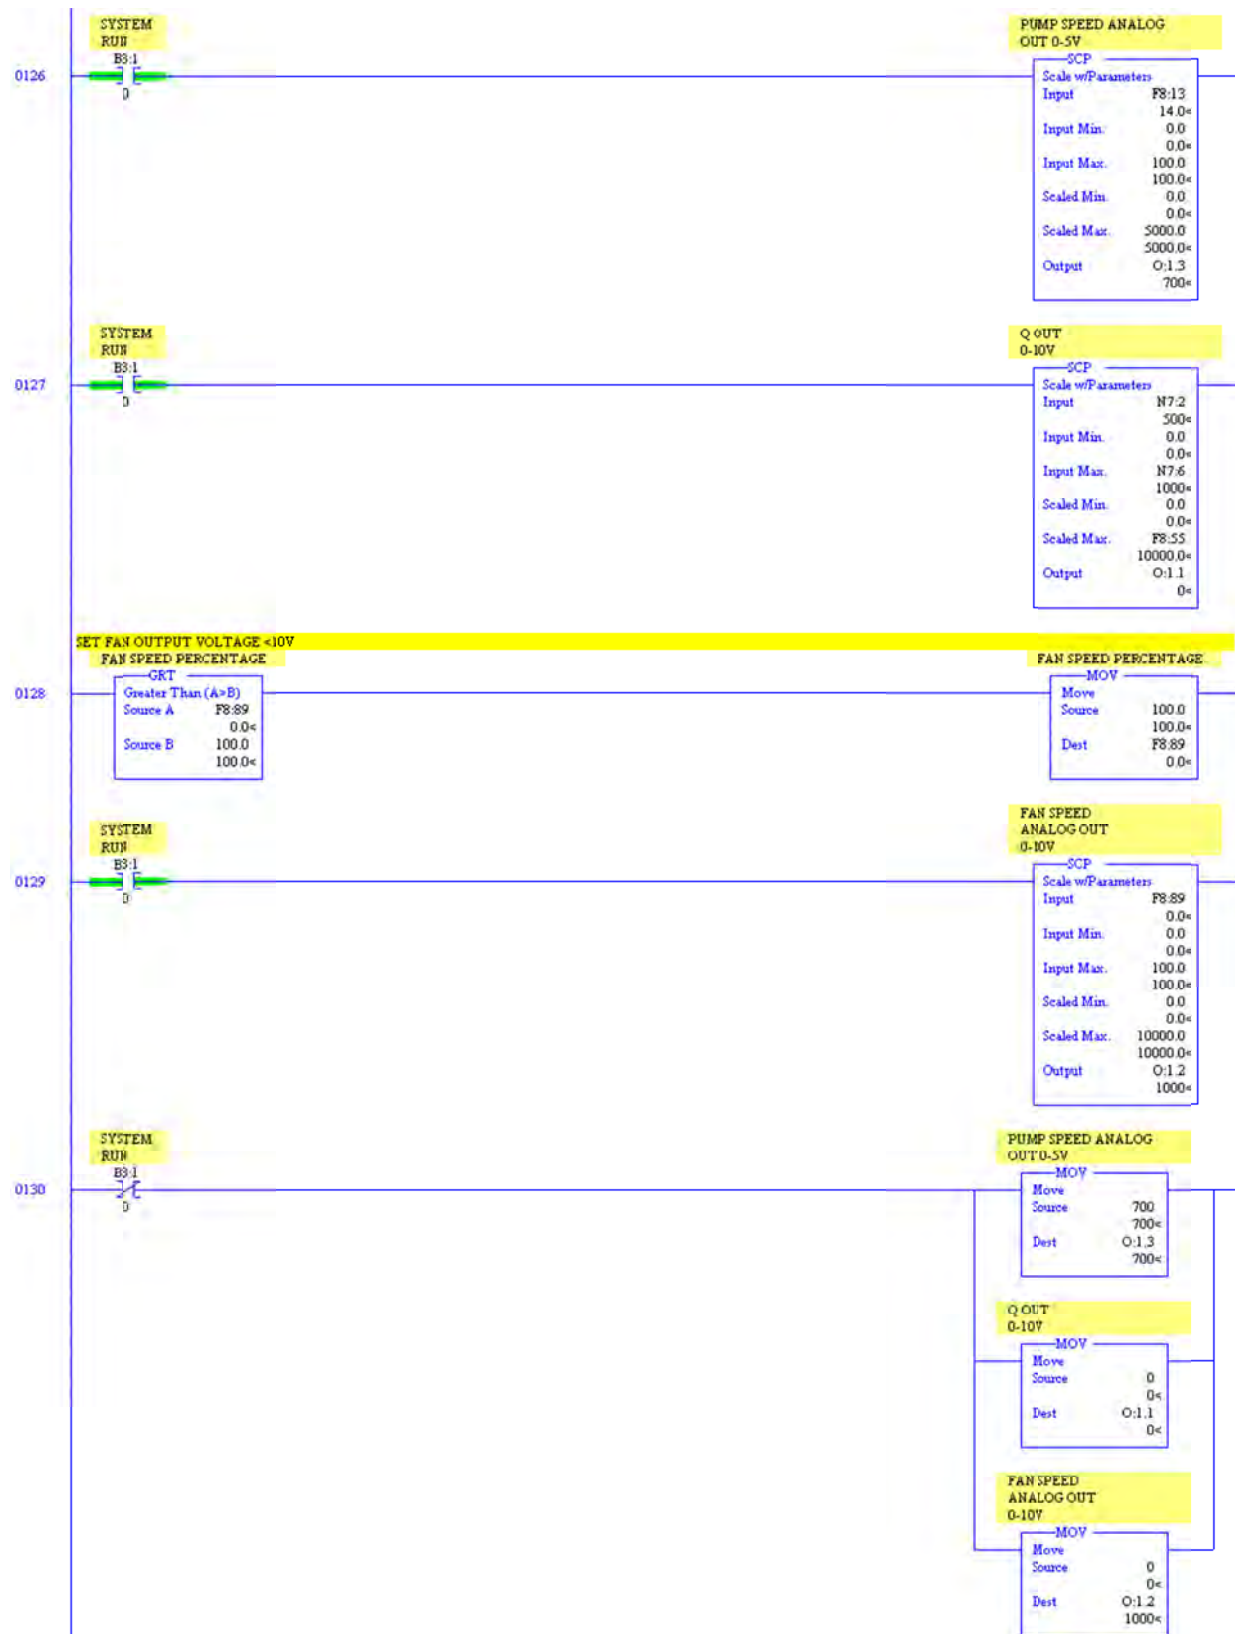 SYSTEM
RUN
B3:1
0126
0
PUMP SPEED ANALOG
OUT 0-5V
SCP
Scale w/Parameters
Input F8:13
14.0<
Input Min. 0.0
0.0<
Input Max. 100.0
100.0<
Scaled Min. 0.0
0.0<
Scaled Max. 5000.0
5000.0<
Output O:1.3
700<
SYSTEM
RUN
B3:1
0127
0
Q OUT
0-10V
SCP
Scale w/Parameters
Input N7:2
500<
Input Min. 0.0
0.0<
Input Max. N7:6
1000<
Scaled Min. 0.0
0.0<
Scaled Max. F8:55
10000.0<
Output O:1.1
0<
SET FAN OUTPUT VOLTAGE <10V
FAN SPEED PERCENTAGE
0128
GRT
Greater Than (A>B)
Source A F8:89
0.0<
Source B 100.0
100.0<
FAN SPEED PERCENTAGE
MOV
Move
Source 100.0
100.0<
Dest F8:89
0.0<
SYSTEM
RUN
B3:1
0129
0
FAN SPEED
ANALOG OUT
0-10V
SCP
Scale w/Parameters
Input F8:89
0.0<
Input Min. 0.0
0.0<
Input Max. 100.0
100.0<
Scaled Min. 0.0
0.0<
Scaled Max. 10000.0
10000.0<
Output O:1.2
1000<
SYSTEM
RUN
B3:1
0130
0
PUMP SPEED ANALOG
OUT 0-5V
MOV
Move
Source 700
700<
Dest O:1.3
700<
Q OUT
0-10V
MOV
Move
Source 0
0<
Dest O:1.1
0<
FAN SPEED
ANALOG OUT
0-10V
MOV
Move
Source 0
0<
Dest O:1.2
1000<